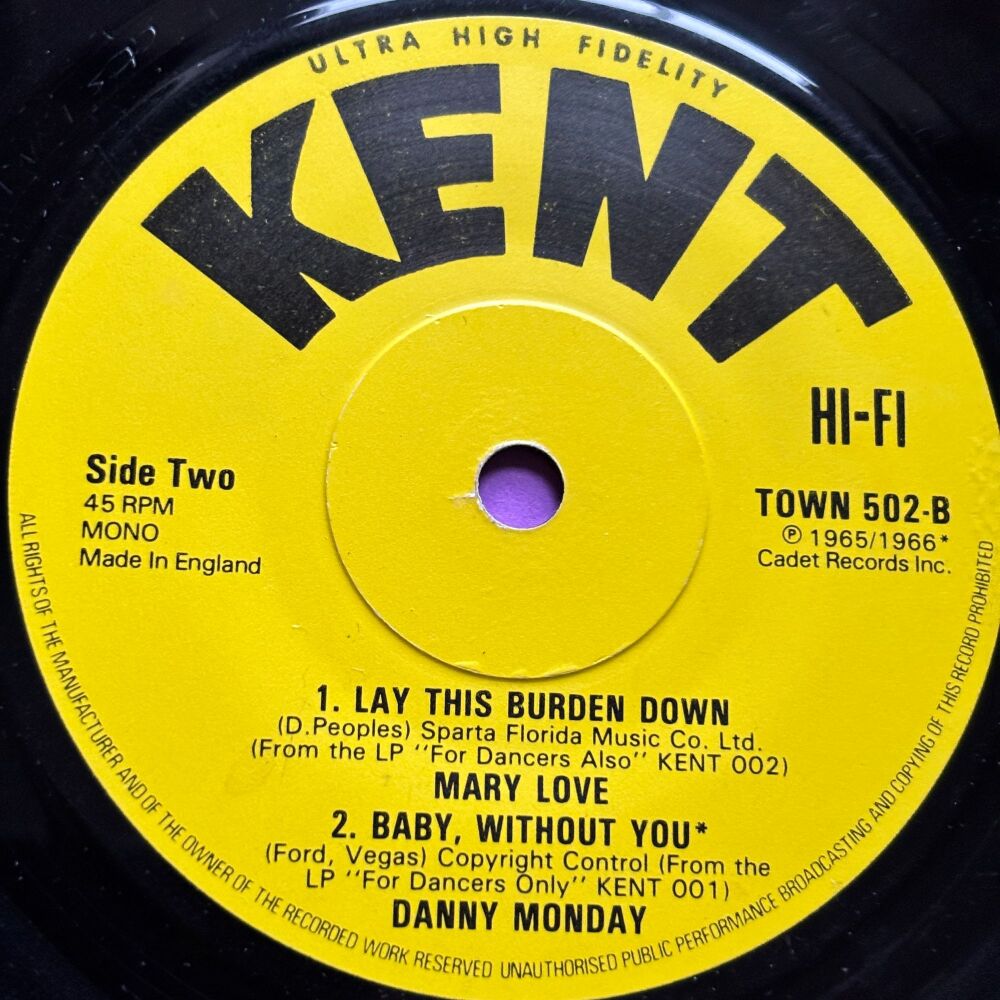 ULTRA HIGH FIDELITY
KENT
HI-FI
Side Two
45 RPM
MONO
Made In England
TOWN 502-B
℗ 1965/1966*
Cadet Records Inc.
1. LAY THIS BURDEN DOWN
(D.Peoples) Sparta Florida Music Co. Ltd.
(From the LP "For Dancers Also" KENT 002)
MARY LOVE
2. BABY, WITHOUT YOU*
(Ford, Vegas) Copyright Control (From the
LP "For Dancers Only" KENT 001)
DANNY MONDAY
ALL RIGHTS OF THE MANUFACTURER AND OF THE OWNER OF THE RECORDED WORK RESERVED UNAUTHORISED PUBLIC PERFORMANCE BROADCASTING AND COPYING OF THIS RECORD PROHIBITED